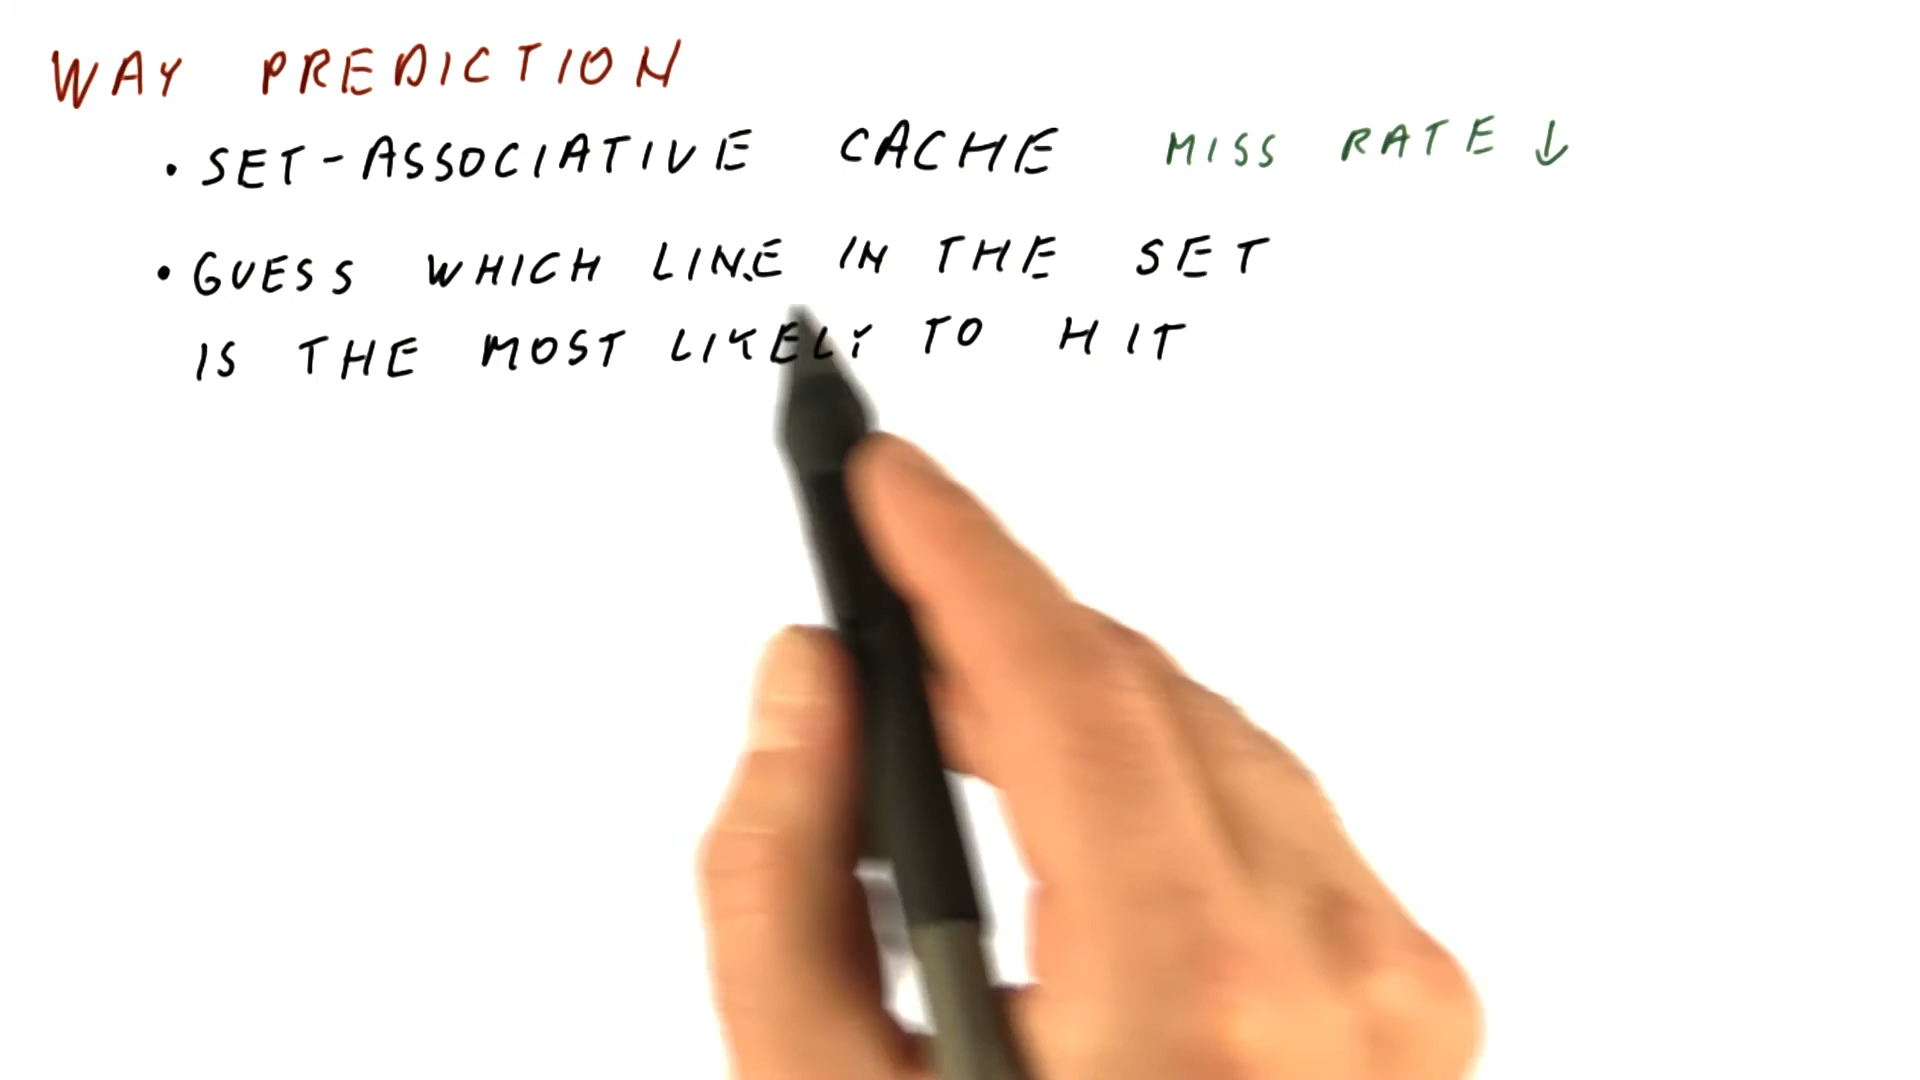 WAY PREDICTION
• SET-ASSOCIATIVE CACHE MISS RATE ↓
• GUESS WHICH LINE IN THE SET
IS THE MOST LIKELY TO HIT